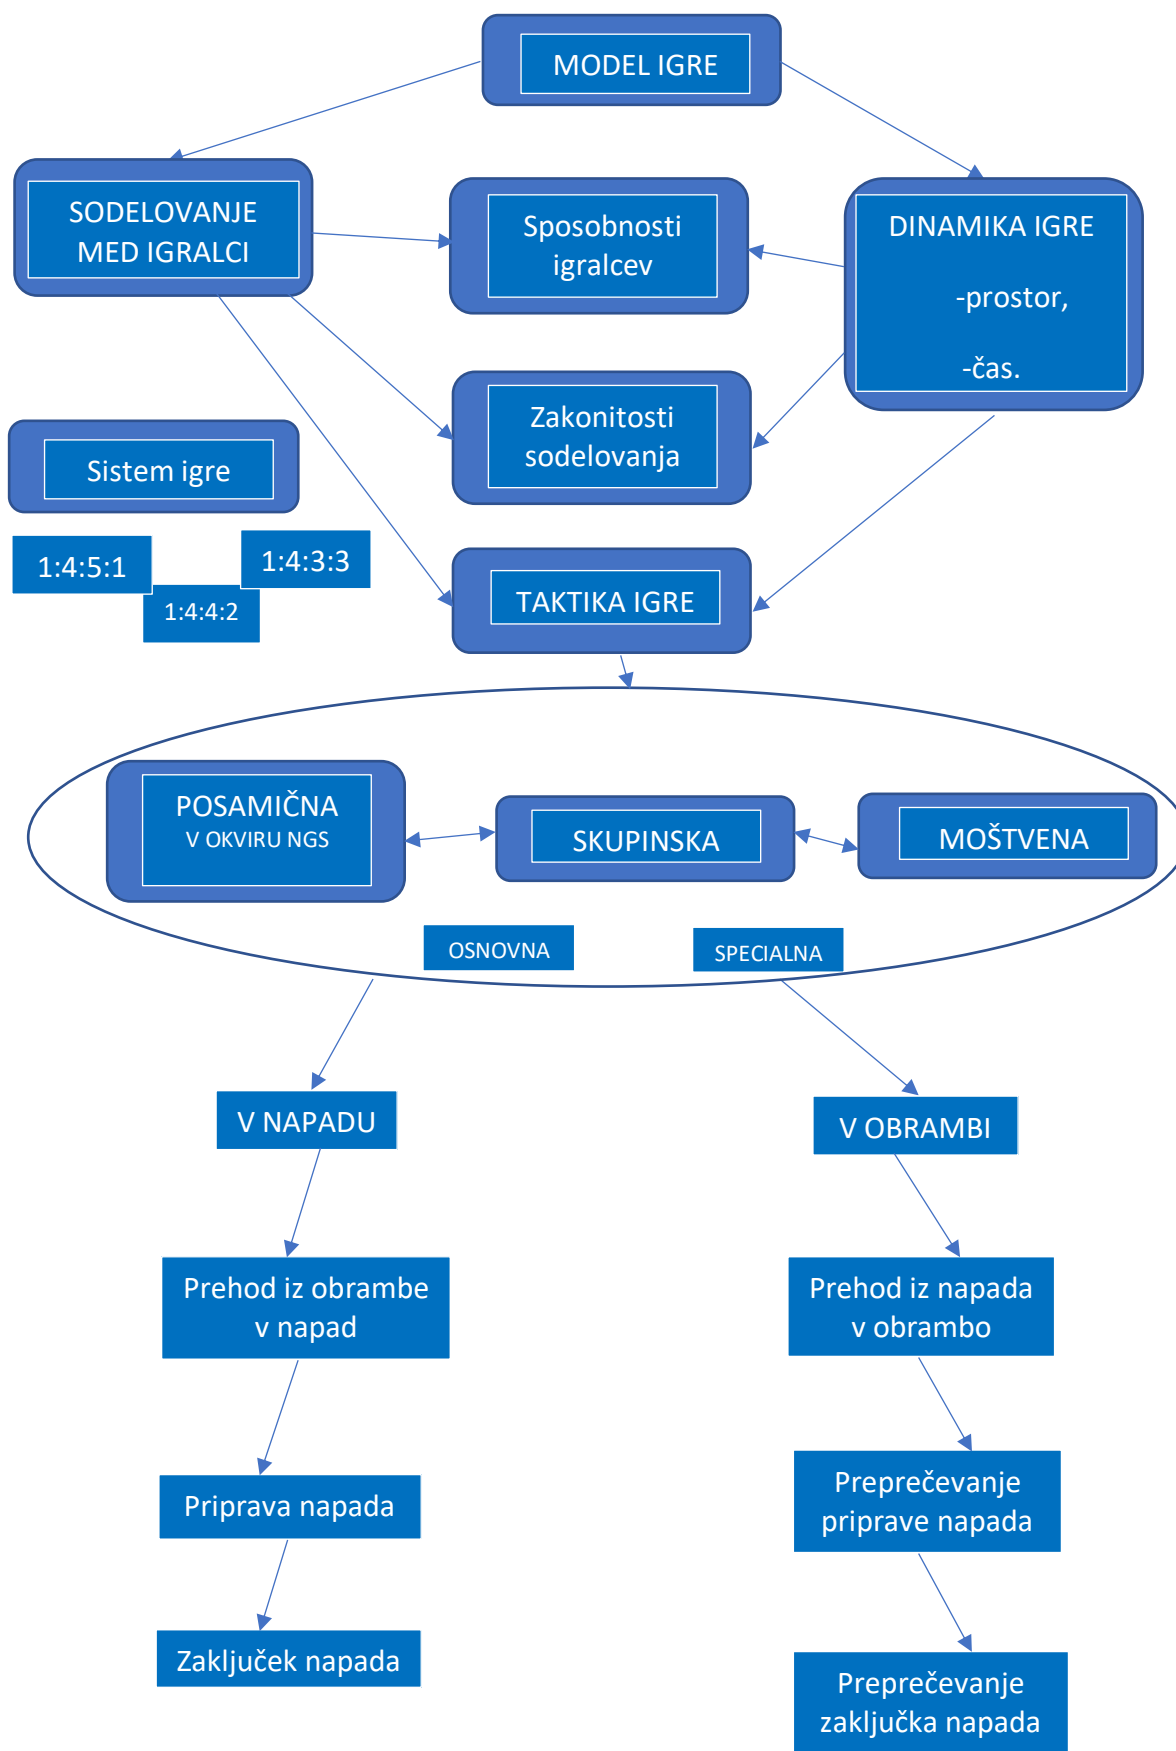 MODEL IGRE
SODELOVANJE
MED IGRALCI
Sposobnosti
igralcev
DINAMIKA IGRE
-prostor,
-čas.
Zakonitosti
sodelovanja
Sistem igre
1:4:5:1
1:4:3:3
1:4:4:2
TAKTIKA IGRE
POSAMIČNA
V OKVIRU NGS
SKUPINSKA
MOŠTVENA
OSNOVNA
SPECIALNA
V NAPADU
V OBRAMBI
Prehod iz obrambe
v napad
Prehod iz napada
v obrambo
Priprava napada
Preprečevanje
priprave napada
Zaključek napada
Preprečevanje
zaključka napada